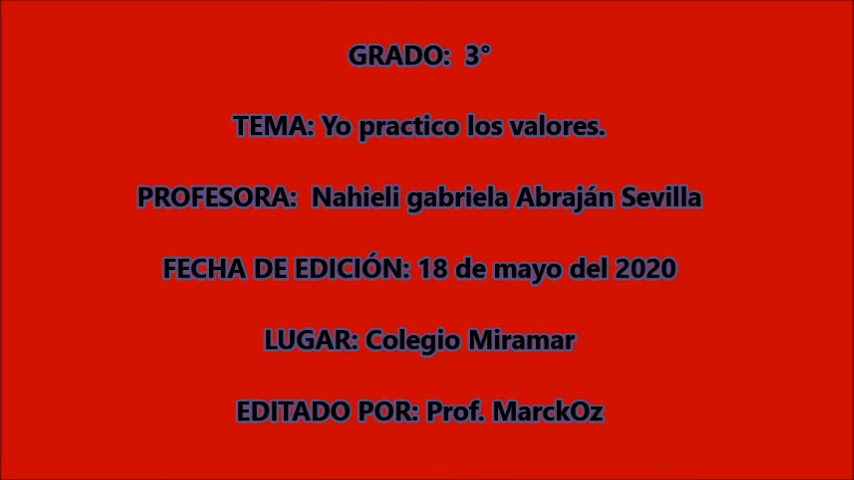 GRADO: 3°
TEMA: Yo practico los valores.
PROFESORA: Nahieli gabriela Abraján Sevilla
FECHA DE EDICIÓN: 18 de mayo del 2020
LUGAR: Colegio Miramar
EDITADO POR: Prof. MarckOz